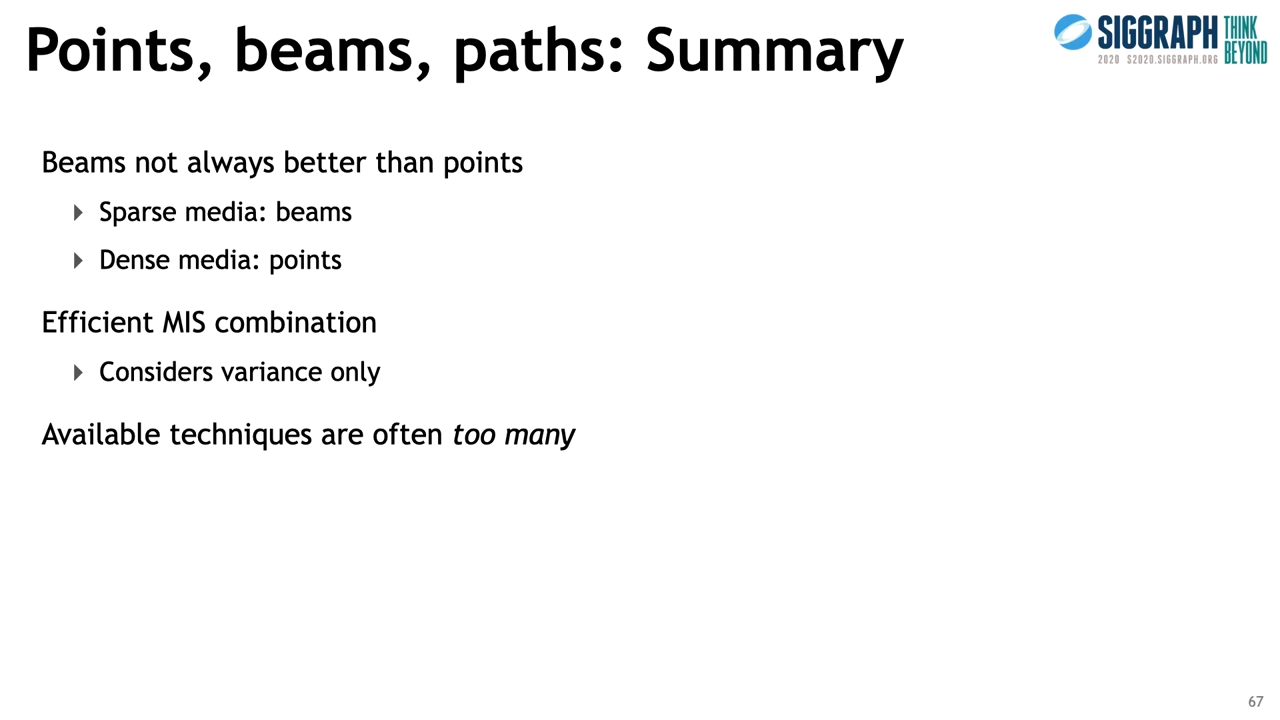 Points, beams, paths: Summary
SIGGRAPH THINK
2020 S2020.SIGGRAPH.ORG BEYOND
Beams not always better than points
Sparse media: beams
Dense media: points
Efficient MIS combination
Considers variance only
Available techniques are often too many
67